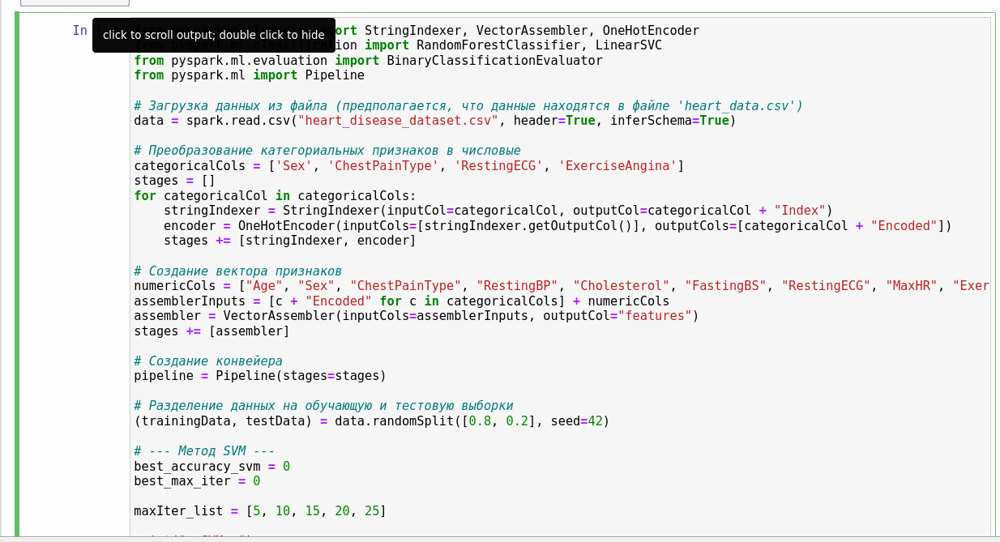 In
click to scroll output; double click to hide
ort StringIndexer, VectorAssembler, OneHotEncoder
ion import RandomForestClassifier, LinearSVC
from pyspark.ml.evaluation import BinaryClassificationEvaluator
from pyspark.ml import Pipeline
# Загрузка данных из файла (предполагается, что данные находятся в файле 'heart_data.csv')
data = spark.read.csv("heart_disease_dataset.csv", header=True, inferSchema=True)
# Преобразование категориальных признаков в числовые
categoricalCols = ['Sex', 'ChestPainType', 'RestingECG', 'ExerciseAngina']
stages = []
for categoricalCol in categoricalCols:
    stringIndexer = StringIndexer(inputCol=categoricalCol, outputCol=categoricalCol + "Index")
    encoder = OneHotEncoder(inputCols=[stringIndexer.getOutputCol()], outputCols=[categoricalCol + "Encoded"])
    stages += [stringIndexer, encoder]
# Создание вектора признаков
numericCols = ["Age", "Sex", "ChestPainType", "RestingBP", "Cholesterol", "FastingBS", "RestingECG", "MaxHR", "Exer
assemblerInputs = [c + "Encoded" for c in categoricalCols] + numericCols
assembler = VectorAssembler(inputCols=assemblerInputs, outputCol="features")
stages += [assembler]
# Создание конвейера
pipeline = Pipeline(stages=stages)
# Разделение данных на обучающую и тестовую выборки
(trainingData, testData) = data.randomSplit([0.8, 0.2], seed=42)
# --- Метод SVM ---
best_accuracy_svm = 0
best_max_iter = 0
maxIter_list = [5, 10, 15, 20, 25]